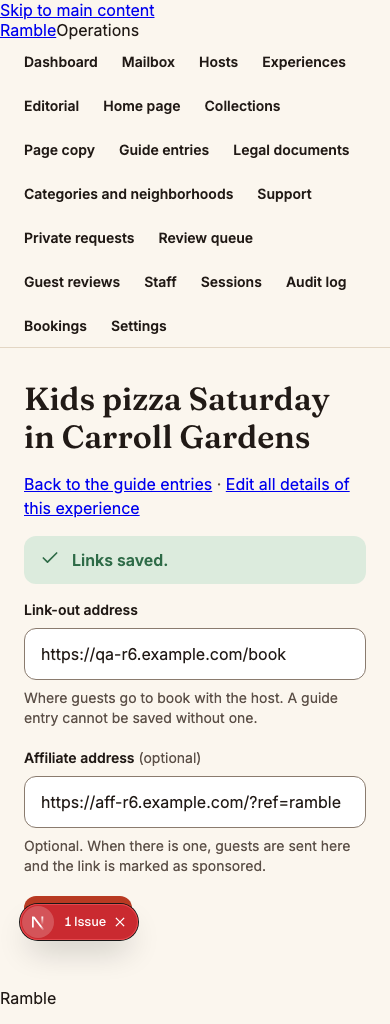 Skip to main content
RambleOperations
Dashboard Mailbox Hosts Experiences
Editorial Home page Collections
Page copy Guide entries Legal documents
Categories and neighborhoods Support
Private requests Review queue
Guest reviews Staff Sessions Audit log
Bookings Settings
Kids pizza Saturday
in Carroll Gardens
Back to the guide entries · Edit all details of
this experience
Links saved.
Link-out address
https://qa-r6.example.com/book
Where guests go to book with the host. A guide
entry cannot be saved without one.
Affiliate address (optional)
https://aff-r6.example.com/?ref=ramble
Optional. When there is one, guests are sent here
and the link is marked as sponsored.
N 1 Issue
Ramble